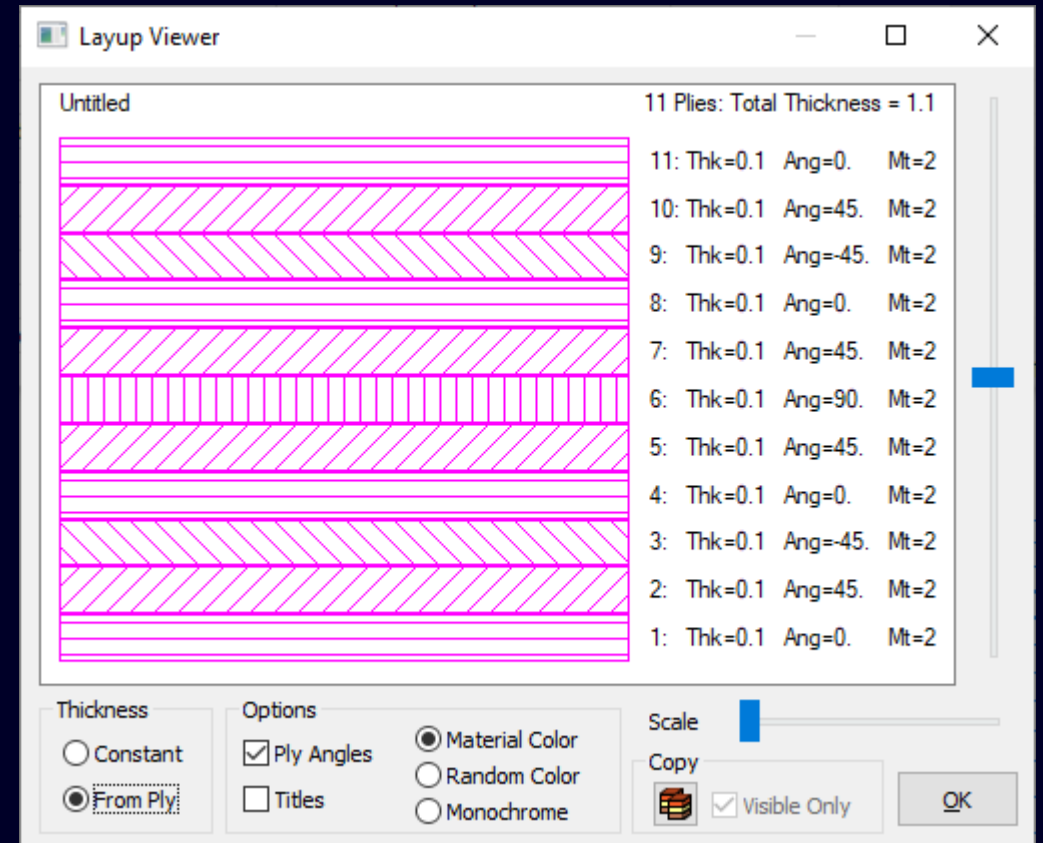 Layup Viewer
Untitled 11 Plies: Total Thickness = 1.1
11: Thk=0.1 Ang=0. Mt=2
10: Thk=0.1 Ang=45. Mt=2
9: Thk=0.1 Ang=-45. Mt=2
8: Thk=0.1 Ang=0. Mt=2
7: Thk=0.1 Ang=45. Mt=2
6: Thk=0.1 Ang=90. Mt=2
5: Thk=0.1 Ang=45. Mt=2
4: Thk=0.1 Ang=0. Mt=2
3: Thk=0.1 Ang=-45. Mt=2
2: Thk=0.1 Ang=45. Mt=2
1: Thk=0.1 Ang=0. Mt=2
Thickness
Constant
From Ply
Options
Ply Angles
Titles
Material Color
Random Color
Monochrome
Scale
Copy
Visible Only
OK